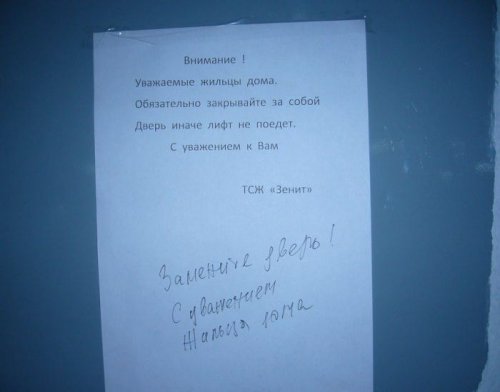 Внимание !
Уважаемые жильцы дома.
Обязательно закрывайте за собой
Дверь иначе лифт не поедет.
С уважением к Вам
ТСЖ «Зенит»
Замените дверь!
С уважением
Жильцы дома